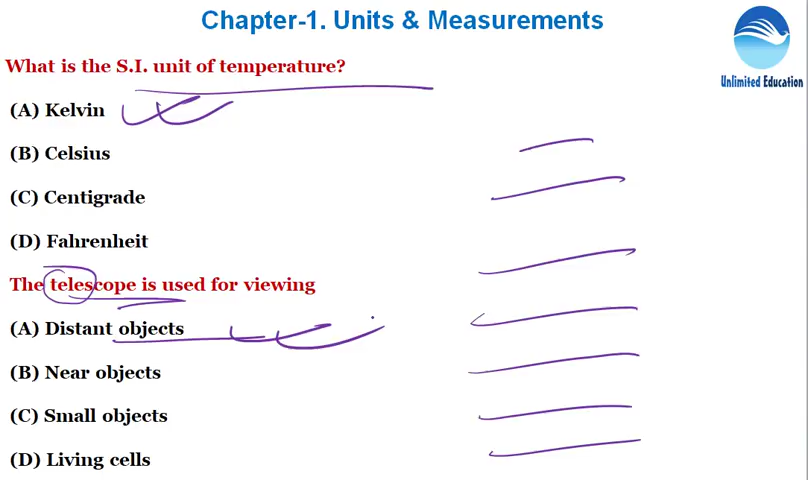 Chapter-1. Units & Measurements
Unlimited Education
What is the S.I. unit of temperature?
(A) Kelvin
(B) Celsius
(C) Centigrade
(D) Fahrenheit
The telescope is used for viewing
(A) Distant objects
(B) Near objects
(C) Small objects
(D) Living cells